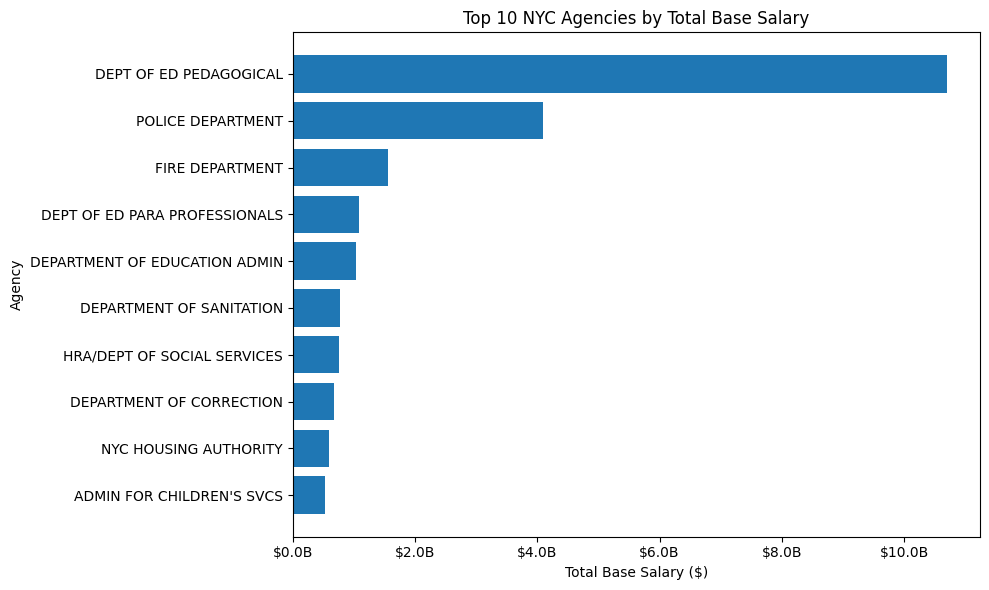 Top 10 NYC Agencies by Total Base Salary
Agency
DEPT OF ED PEDAGOGICAL
POLICE DEPARTMENT
FIRE DEPARTMENT
DEPT OF ED PARA PROFESSIONALS
DEPARTMENT OF EDUCATION ADMIN
DEPARTMENT OF SANITATION
HRA/DEPT OF SOCIAL SERVICES
DEPARTMENT OF CORRECTION
NYC HOUSING AUTHORITY
ADMIN FOR CHILDREN'S SVCS
$0.0B $2.0B $4.0B $6.0B $8.0B $10.0B
Total Base Salary ($)